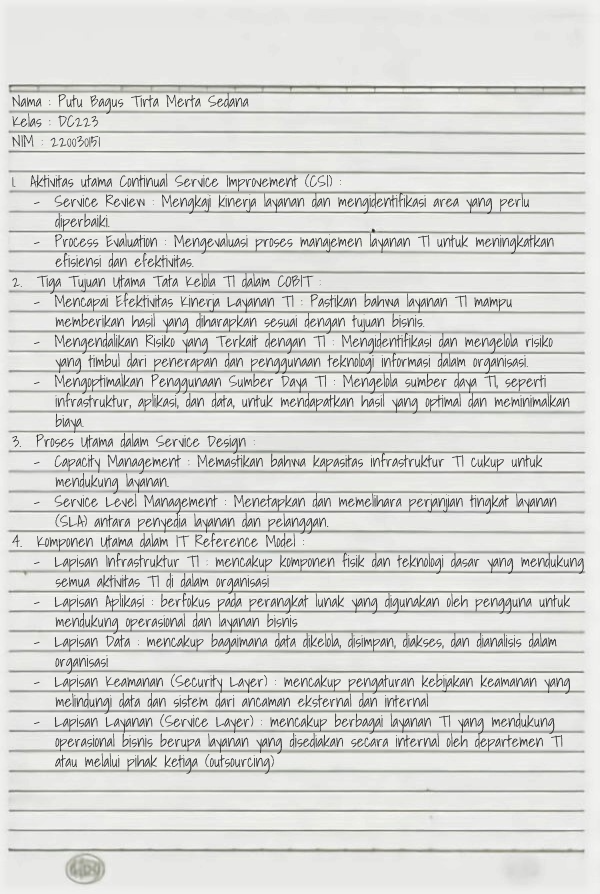 Nama : Putu Bagus Tirta Merta Sedana
Kelas : DC223
NIM : 220030151
1. Aktivitas utama Continual Service Improvement (CSI) :
- Service Review : Mengkaji kinerja layanan dan mengidentifikasi area yang perlu
diperbaiki.
- Process Evaluation : Mengevaluasi proses manajemen layanan TI untuk meningkatkan
efisiensi dan efektivitas.
2. Tiga Tujuan Utama Tata Kelola TI dalam COBIT :
- Mencapai Efektivitas Kinerja Layanan TI : Pastikan bahwa layanan TI mampu
memberikan hasil yang diharapkan sesuai dengan tujuan bisnis.
- Mengendalikan Risiko yang Terkait dengan TI : Mengidentifikasi dan mengelola risiko
yang timbul dari penerapan dan penggunaan teknologi informasi dalam organisasi.
- Mengoptimalkan Penggunaan Sumber Daya TI : Mengelola sumber daya TI, seperti
infrastruktur, aplikasi, dan data, untuk mendapatkan hasil yang optimal dan meminimalkan
biaya.
3. Proses Utama dalam Service Design :
- Capacity Management : Memastikan bahwa kapasitas infrastruktur TI cukup untuk
mendukung layanan.
- Service Level Management : Menetapkan dan memelihara perjanjian tingkat layanan
(SLA) antara penyedia layanan dan pelanggan.
4. Komponen Utama dalam IT Reference Model :
- Lapisan Infrastruktur TI : mencakup komponen fisik dan teknologi dasar yang mendukung
semua aktivitas TI di dalam organisasi
- Lapisan Aplikasi : berfokus pada perangkat lunak yang digunakan oleh pengguna untuk
mendukung operasional dan layanan bisnis
- Lapisan Data : mencakup bagaimana data dikelola, disimpan, diakses, dan dianalisis dalam
organisasi
- Lapisan Keamanan (Security Layer) : mencakup pengaturan kebijakan keamanan yang
melindungi data dan sistem dari ancaman eksternal dan internal
- Lapisan Layanan (Service Layer) : mencakup berbagai layanan TI yang mendukung
operasional bisnis berupa layanan yang disediakan secara internal oleh departemen TI
atau melalui pihak ketiga (outsourcing)